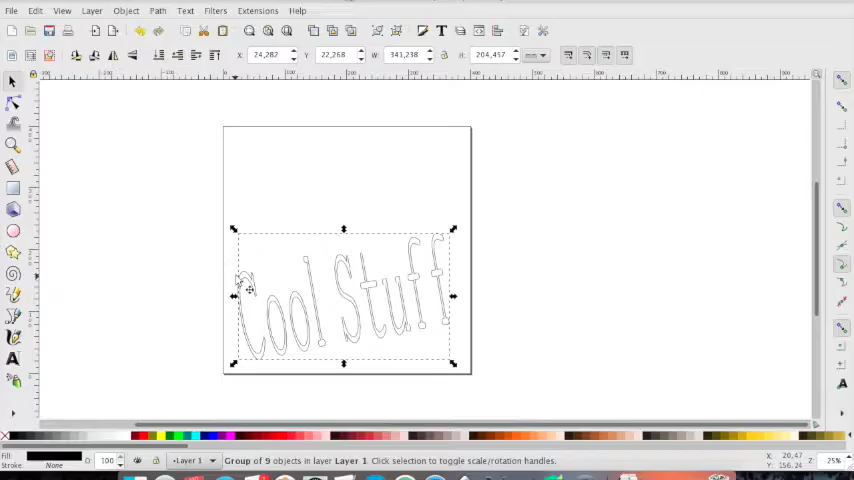 File Edit View Layer Object Path Text Filters Extensions Help
X: 24,282 Y: 22,268 W: 341,238 H: 204,457 mm
Cool Stuff
Fill:
Stroke: None
O: 100
•Layer 1
Group of 9 objects in layer Layer 1. Click selection to toggle scale/rotation handles.
X: 20,47
Y: 156,24
Z: 25%